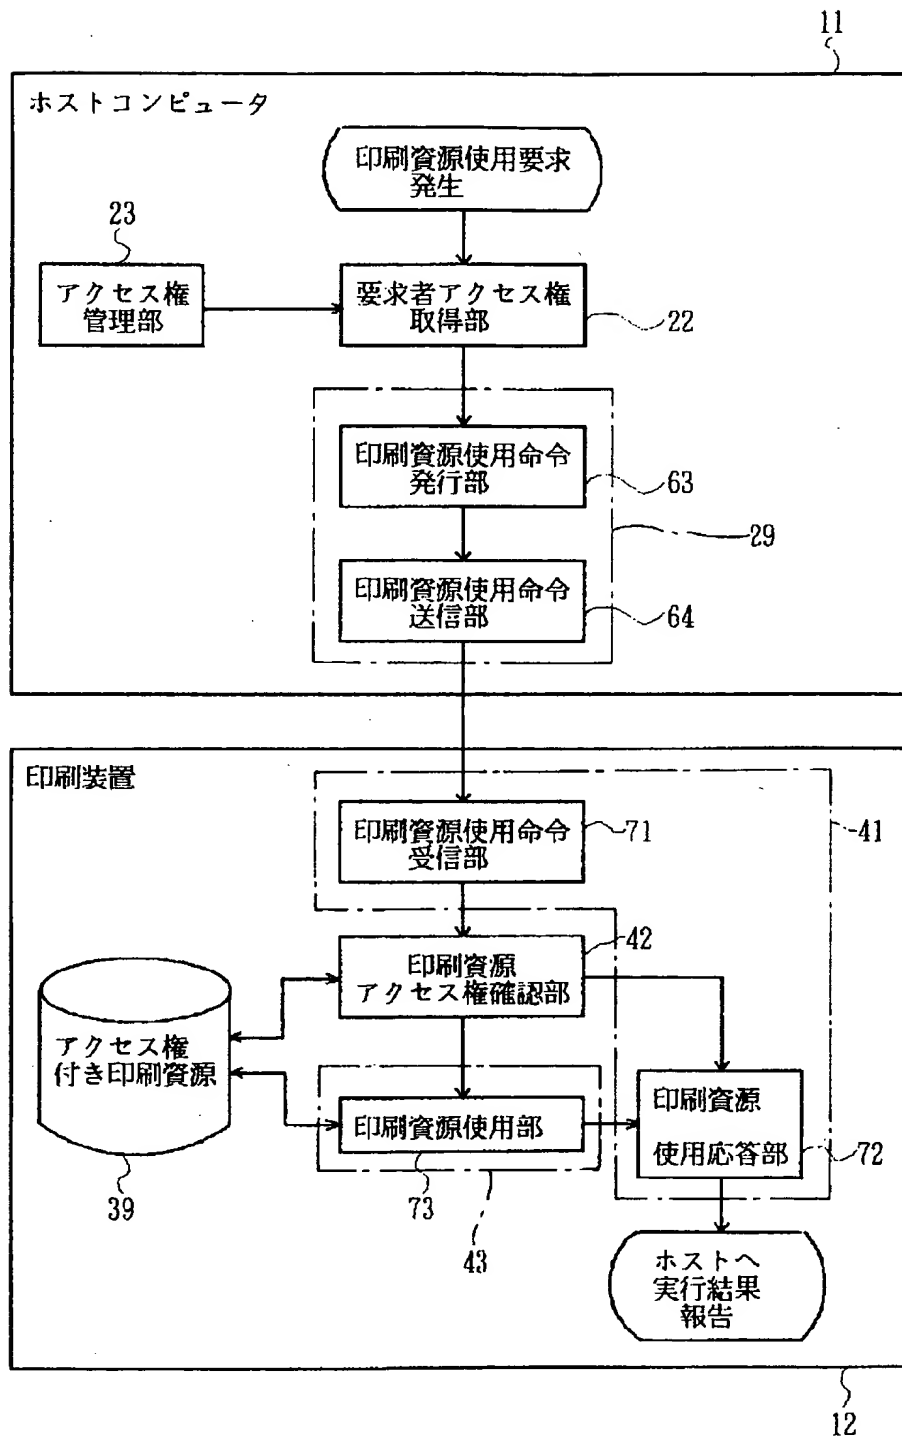 11
ホストコンピュータ
印刷資源使用要求
発生
23
アクセス権
管理部
要求者アクセス権
取得部
22
印刷資源使用命令
発行部
63
29
印刷資源使用命令
送信部
64
印刷装置
印刷資源使用命令
受信部
71
41
42
印刷資源
アクセス権確認部
アクセス権
付き印刷資源
39
印刷資源使用部
73
43
印刷資源
使用応答部
72
ホストへ
実行結果
報告
12